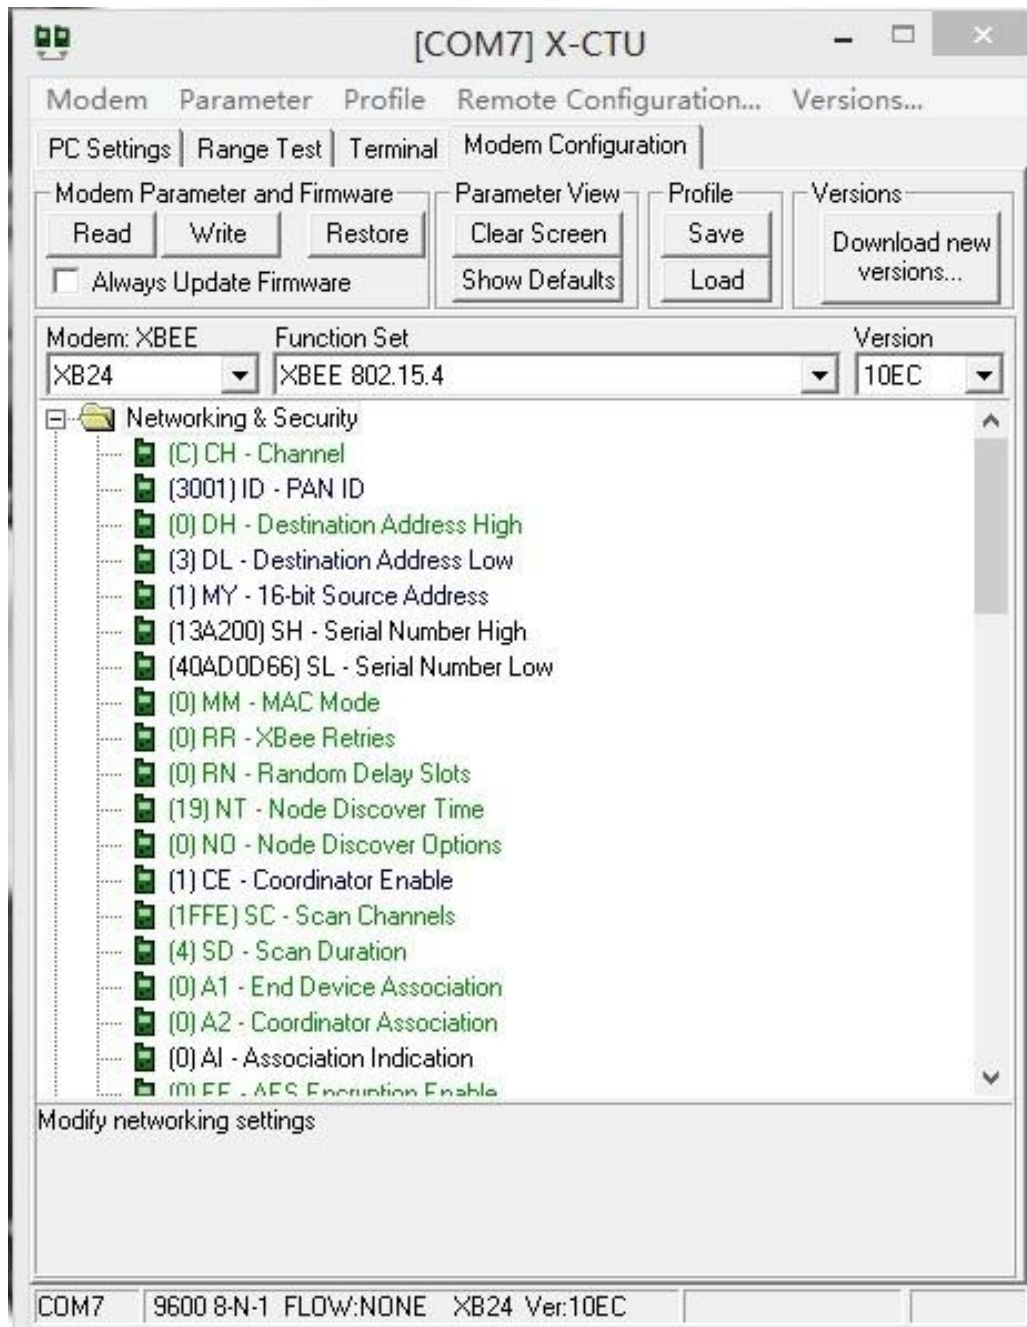 [COM7] X-CTU
Modem Parameter Profile Remote Configuration... Versions...
PC Settings Range Test Terminal Modem Configuration
Modem Parameter and Firmware Parameter View Profile Versions
Read Write Restore Clear Screen Save Download new versions...
Always Update Firmware Show Defaults Load
Modem: XBEE Function Set Version
XB24 XBEE 802.15.4 10EC
Networking & Security
(C) CH - Channel
(3001) ID - PAN ID
(0) DH - Destination Address High
(3) DL - Destination Address Low
(1) MY - 16-bit Source Address
(13A200) SH - Serial Number High
(40AD0D66) SL - Serial Number Low
(0) MM - MAC Mode
(0) RR - XBee Retries
(0) RN - Random Delay Slots
(19) NT - Node Discover Time
(0) NO - Node Discover Options
(1) CE - Coordinator Enable
(1FFE) SC - Scan Channels
(4) SD - Scan Duration
(0) A1 - End Device Association
(0) A2 - Coordinator Association
(0) AI - Association Indication
(0) EE - AES Encryption Enable
Modify networking settings
COM7 9600 8-N-1 FLOW:NONE XB24 Ver:10EC